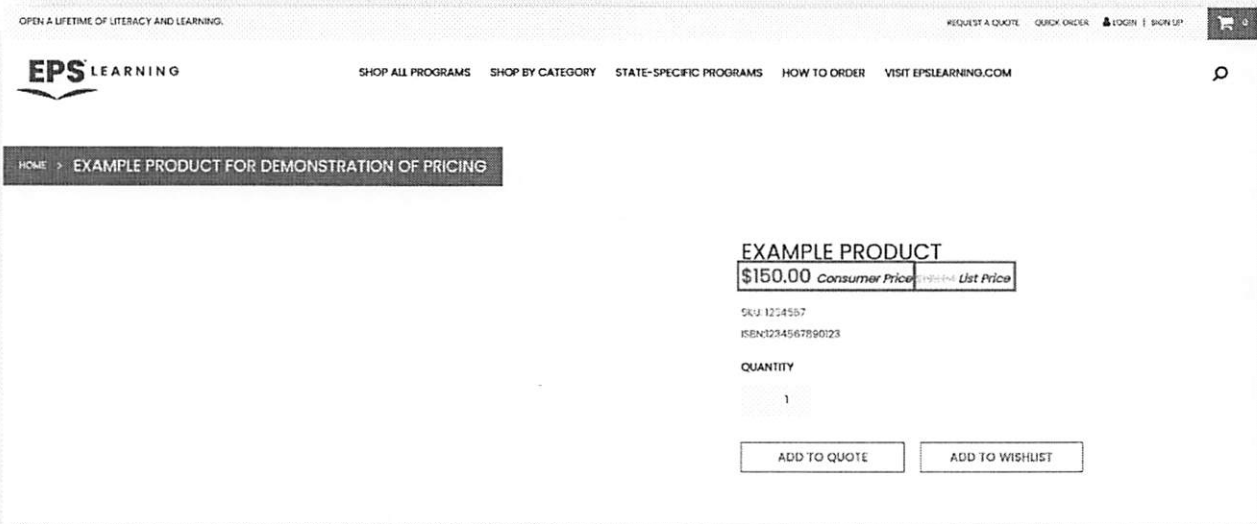 OPEN A LIFETIME OF LITERACY AND LEARNING.
REQUEST A QUOTE QUICK ORDER LOGIN | SIGN UP 0
EPS LEARNING
SHOP ALL PROGRAMS SHOP BY CATEGORY STATE-SPECIFIC PROGRAMS HOW TO ORDER VISIT EPSLEARNING.COM
HOME > EXAMPLE PRODUCT FOR DEMONSTRATION OF PRICING
EXAMPLE PRODUCT
$150.00 Consumer Price List Price
SKU: 1234567
ISBN:1234567890123
QUANTITY
1
ADD TO QUOTE ADD TO WISHLIST